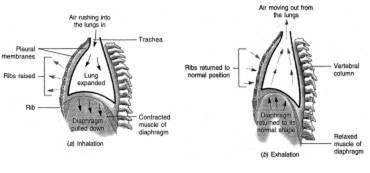 Air rushing into
the lungs in
Trachea
Pleural
membranes
Ribs raised
Lung
expanded
Rib
Diaphragm
pulled down
Contracted
muscle of
diaphragm
(a) Inhalation
Air moving out from
the lungs
Ribs returned to
normal position
Vertebral
column
Diaphragm
returned to its
normal shape
Relaxed
muscle of
diaphragm
(b) Exhalation